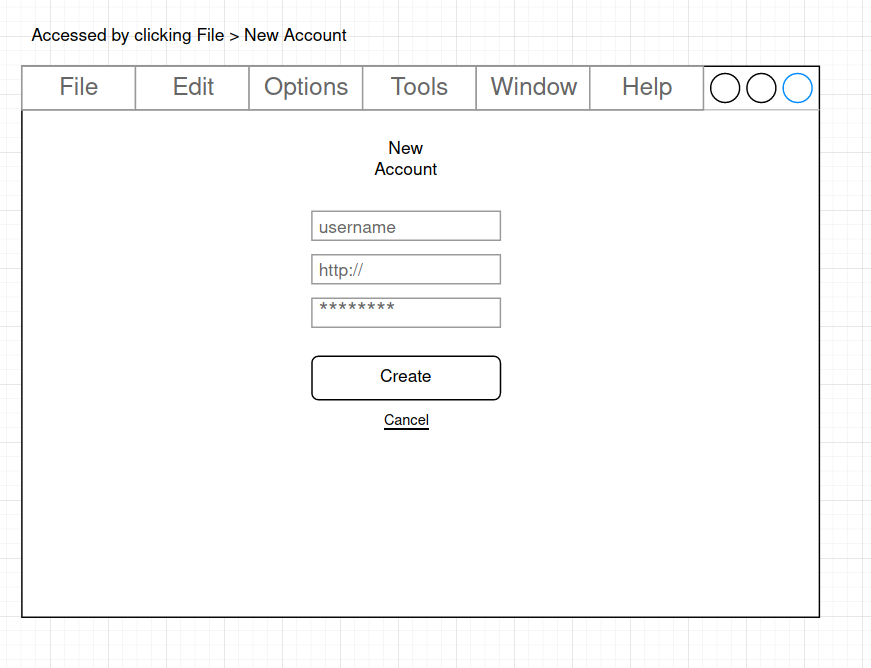 Accessed by clicking File > New Account
File Edit Options Tools Window Help
New
Account
username
http://
********
Create
Cancel